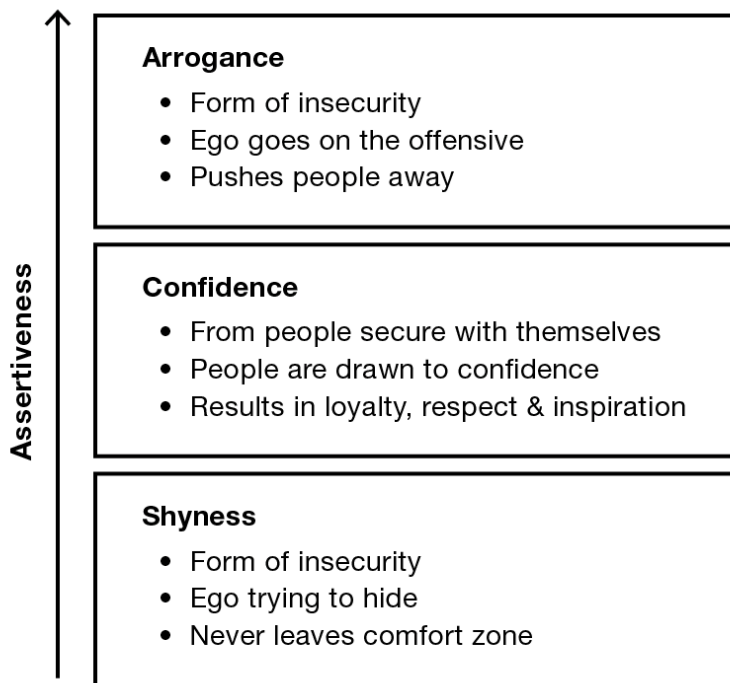 Assertiveness
Arrogance
• Form of insecurity
• Ego goes on the offensive
• Pushes people away
Confidence
• From people secure with themselves
• People are drawn to confidence
• Results in loyalty, respect & inspiration
Shyness
• Form of insecurity
• Ego trying to hide
• Never leaves comfort zone